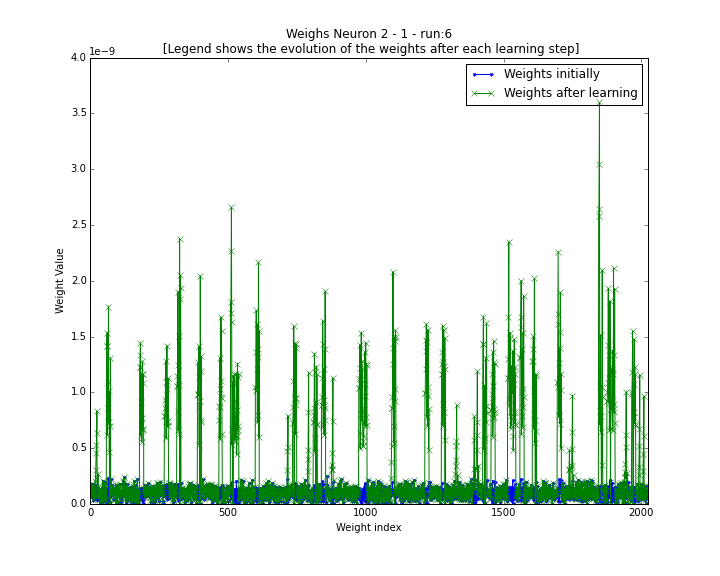 Weighs Neuron 2 - 1 - run:6
[Legend shows the evolution of the weights after each learning step]
1e−9
4.0
3.5
3.0
2.5
2.0
1.5
1.0
0.5
0.0
Weight Value
Weights initially
Weights after learning
0 500 1000 1500 2000
Weight index